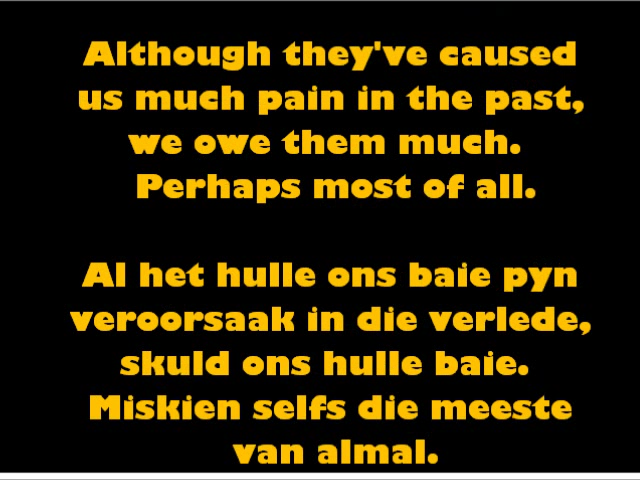 Although they've caused
us much pain in the past,
we owe them much.
Perhaps most of all.
Al het hulle ons baie pyn
veroorsaak in die verlede,
skuld ons hulle baie.
Miskien selfs die meeste
van almal.